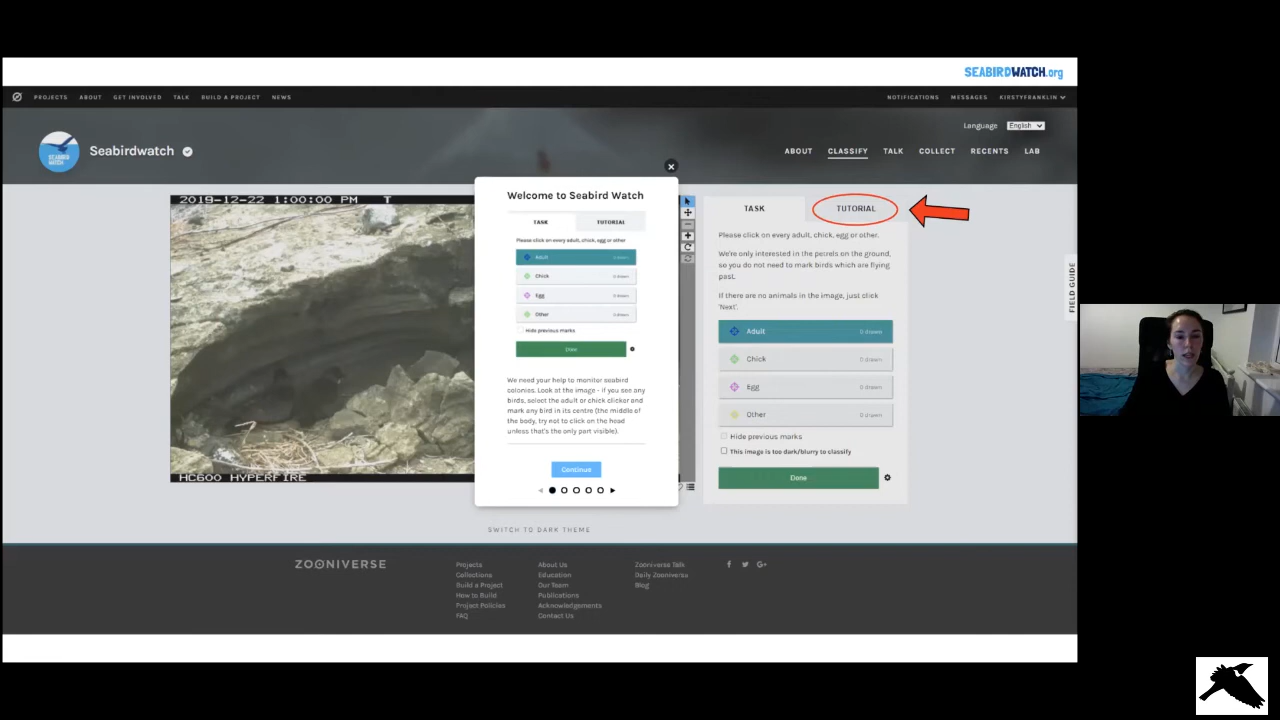 SEABIRDWATCH.org
PROJECTS ABOUT GET INVOLVED TALK BUILD A PROJECT NEWS
NOTIFICATIONS MESSAGES KIRSTYFRANKLIN
Language English
SEABIRD WATCH
Seabirdwatch
ABOUT CLASSIFY TALK COLLECT RECENTS LAB
2019-12-22 1:00:00 PM T
HC600 HYPERFIRE
Welcome to Seabird Watch
TASK TUTORIAL
Please click on every adult, chick, egg or other
Adult 0 drawn
Chick 0 drawn
Egg 0 drawn
Other 0 drawn
Hide previous marks
Done
We need your help to monitor seabird
colonies. Look at the image - if you see any
birds, select the adult or chick clicker and
mark any bird in its centre (the middle of
the body, try not to click on the head
unless that's the only part visible).
Continue
TASK TUTORIAL
Please click on every adult, chick, egg or other.
We're only interested in the petrels on the ground,
so you do not need to mark birds which are flying
past.
If there are no animals in the image, just click
'Next'.
Adult 0 drawn
Chick 0 drawn
Egg 0 drawn
Other 0 drawn
Hide previous marks
This image is too dark/blurry to classify
Done
FIELD GUIDE
SWITCH TO DARK THEME
ZOONIVERSE
Projects
Collections
Build a Project
How to Build
Project Policies
FAQ
About Us
Education
Our Team
Publications
Acknowledgements
Contact Us
Zooniverse Talk
Daily Zooniverse
Blog